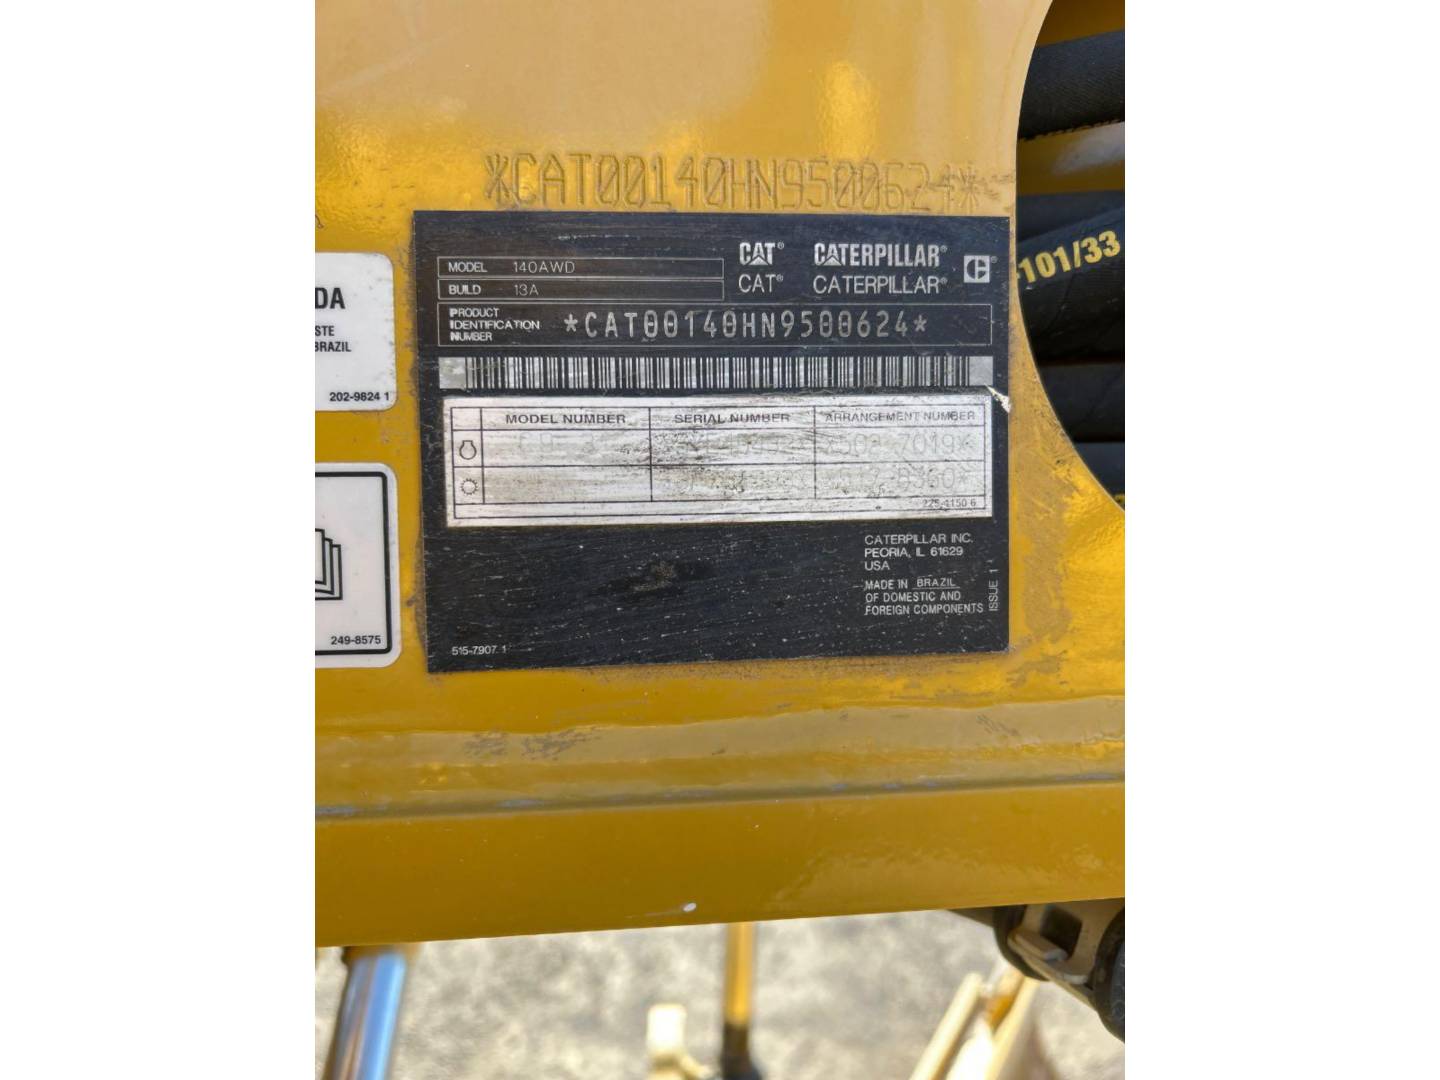 *CAT00140HN9500624*
CAT® CATERPILLAR®
MODEL 140AWD
CAT® CATERPILLAR®
BUILD 13A
PRODUCT IDENTIFICATION NUMBER *CAT00140HN9500624*
MODEL NUMBER SERIAL NUMBER ARRANGEMENT NUMBER
225-4150 6
CATERPILLAR INC.
PEORIA, IL 61629
USA
MADE IN BRAZIL
OF DOMESTIC AND
FOREIGN COMPONENTS
ISSUE 1
515-7907 1
DA
STE
BRAZIL
202-9824 1
249-8575
101/33